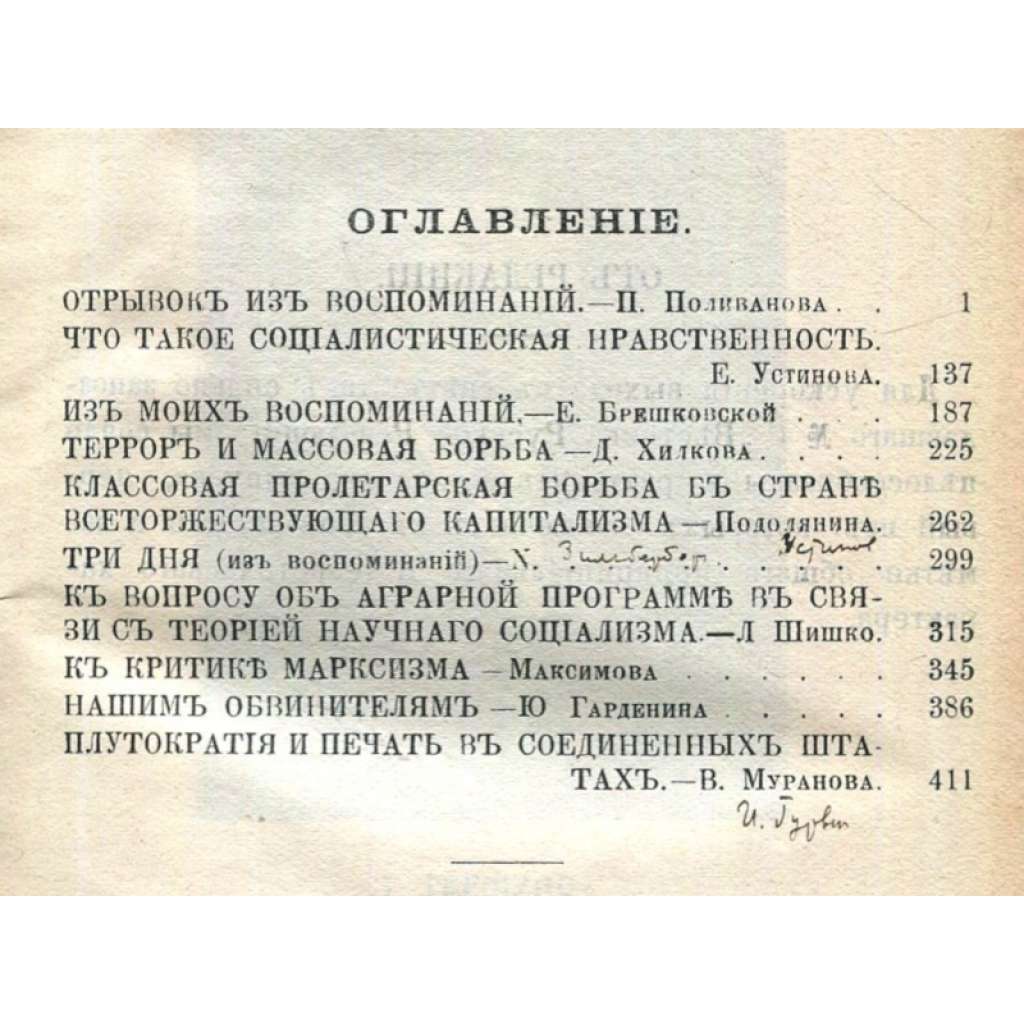 ОГЛАВЛЕНІЕ.
ОТРЫВОКЪ ИЗЪ ВОСПОМИНАНІЙ.—П. Поливанова . . 1
ЧТО ТАКОЕ СОЦІАЛИСТИЧЕСКАЯ НРАВСТВЕННОСТЬ.
Е. Устинова. 137
ИЗЪ МОИХЪ ВОСПОМИНАНІЙ.—Е. Брешковской . . . 187
ТЕРРОРЪ И МАССОВАЯ БОРЬБА —Д. Хилкова . . . . 225
КЛАССОВАЯ ПРОЛЕТАРСКАЯ БОРЬБА ВЪ СТРАНѢ
ВСЕТОРЖЕСТВУЮЩАГО КАПИТАЛИЗМА —Подолянина. 262
ТРИ ДНЯ (изъ воспоминаній)—N. Зильбербер. 299
КЪ ВОПРОСУ ОБЪ АГРАРНОЙ ПРОГРАММѢ ВЪ СВЯ-
ЗИ СЪ ТЕОРІЕЙ НАУЧНАГО СОЦІАЛИЗМА.—Л Шишко. 315
КЪ КРИТИКѢ МАРКСИЗМА —Максимова . . . . . . 345
НАШИМЪ ОБВИНИТЕЛЯМЪ —Ю Гарденина . . . . . 386
ПЛУТОКРАТІЯ И ПЕЧАТЬ ВЪ СОЕДИНЕННЫХЪ ШТА-
ТАХЪ.—В. Муранова. 411
И. Гурвич